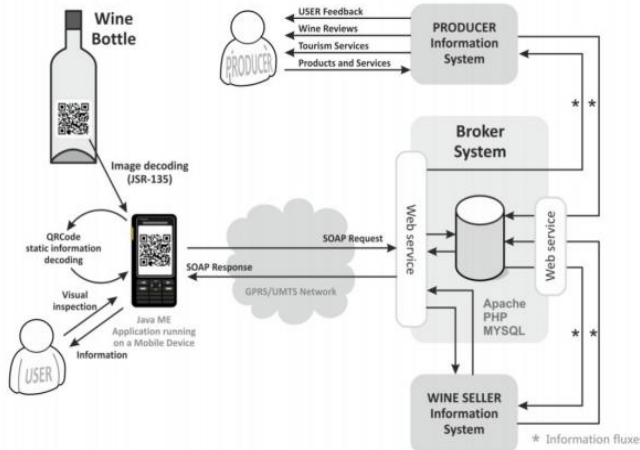 Wine
Bottle
USER Feedback
Wine Reviews
Tourism Services
Products and Services
PRODUCER
PRODUCER
Information
System
* *
Broker
System
Image decoding
(JSR-135)
QRCode
static information
decoding
SOAP Request
SOAP Response
GPRS/UMTS Network
Web service
Web service
Visual
inspection
Java ME
Application running
on a Mobile Device
Information
USER
Apache
PHP
MYSQL
* *
WINE SELLER
Information
System
* Information fluxe